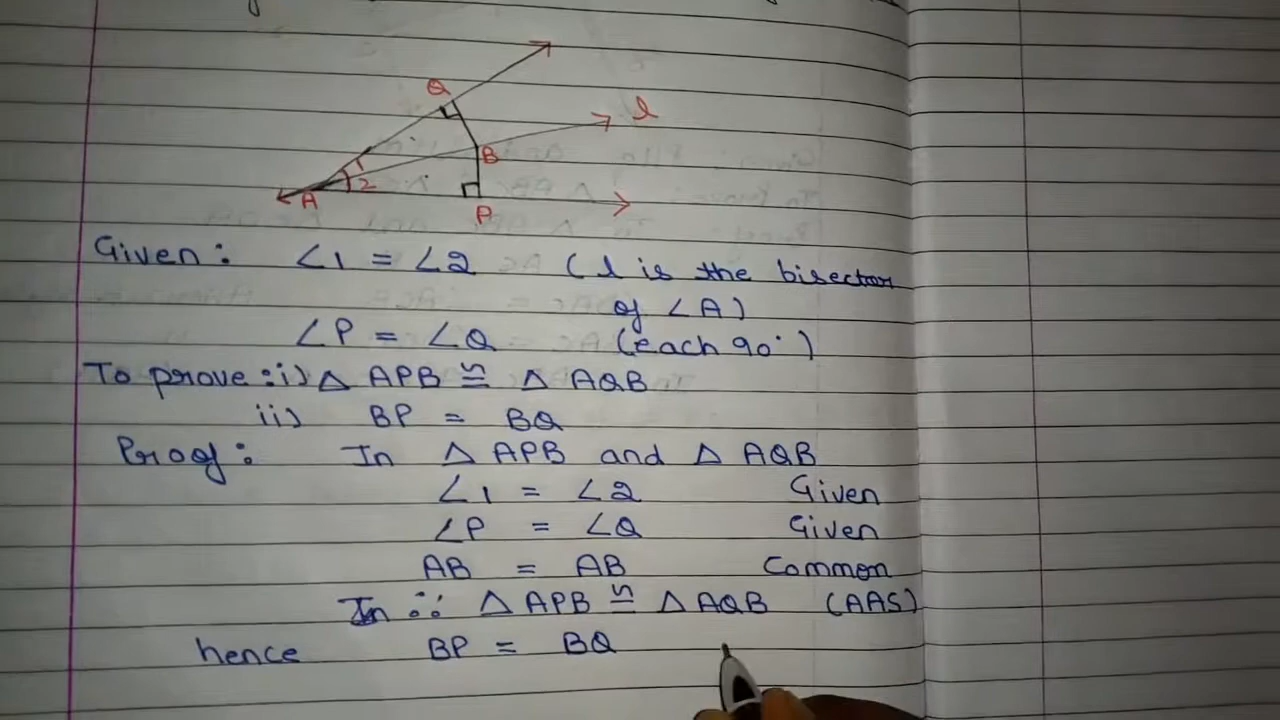 Q
l
1
B
2
A
P
Given: ∠1 = ∠2 (l is the bisector
of ∠A)
∠P = ∠Q (each 90°)
To prove: i) △ APB ≅ △ AQB
ii) BP = BQ
Proof: In △ APB and △ AQB
∠1 = ∠2 Given
∠P = ∠Q Given
AB = AB Common
In ∴ △ APB ≅ △ AQB (AAS)
hence BP = BQ